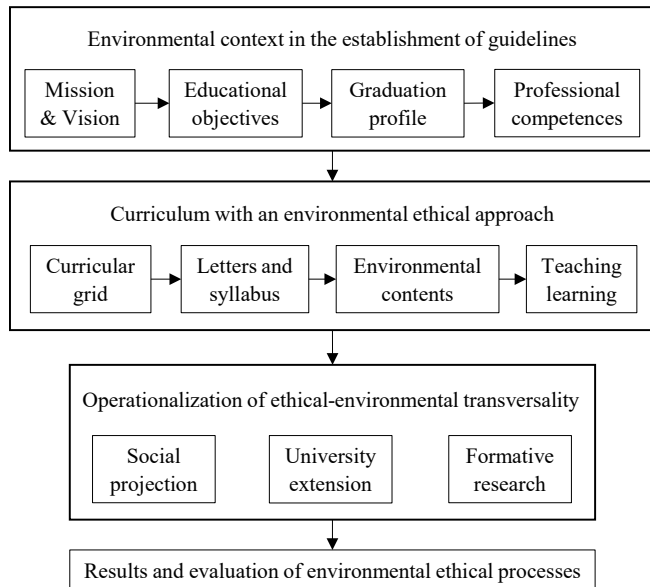 Environmental context in the establishment of guidelines
Mission
& Vision
Educational
objectives
Graduation
profile
Professional
competences
Curriculum with an environmental ethical approach
Curricular
grid
Letters and
syllabus
Environmental
contents
Teaching
learning
Operationalization of ethical-environmental transversality
Social
projection
University
extension
Formative
research
Results and evaluation of environmental ethical processes